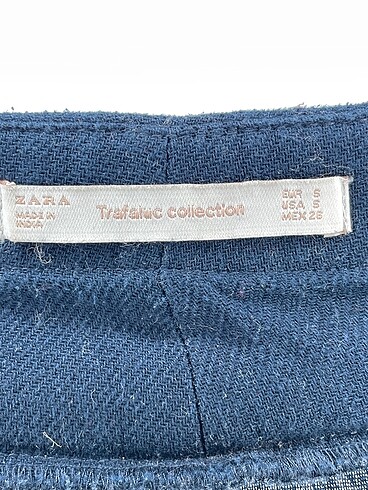 ZARA
MADE IN
INDIA
Trafaluc collection
EUR S
USA S
MEX 26